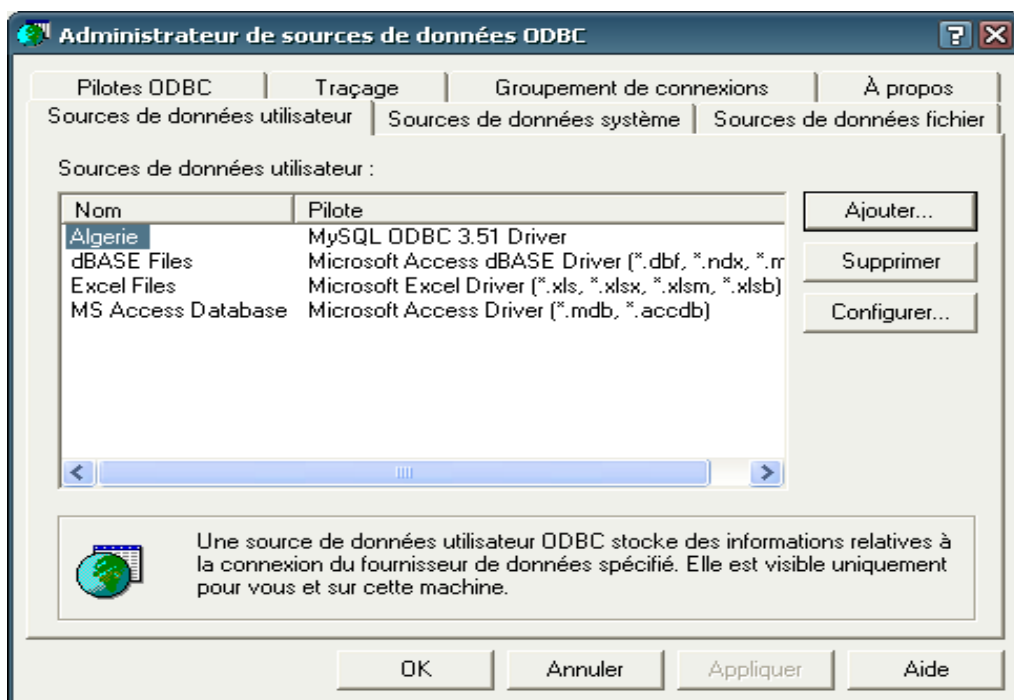 Administrateur de sources de données ODBC
Pilotes ODBC Traçage Groupement de connexions À propos
Sources de données utilisateur Sources de données système Sources de données fichier
Sources de données utilisateur :
Nom Pilote
Algerie MySQL ODBC 3.51 Driver
dBASE Files Microsoft Access dBASE Driver (*.dbf, *.ndx, *.m
Excel Files Microsoft Excel Driver (*.xls, *.xlsx, *.xlsm, *.xlsb)
MS Access Database Microsoft Access Driver (*.mdb, *.accdb)
Ajouter...
Supprimer
Configurer...
Une source de données utilisateur ODBC stocke des informations relatives à
la connexion du fournisseur de données spécifié. Elle est visible uniquement
pour vous et sur cette machine.
OK Annuler Appliquer Aide